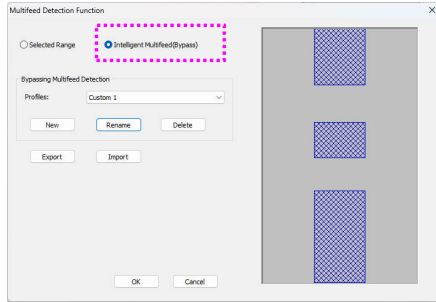 Multifeed Detection Function
Selected Range
Intelligent Multifeed(Bypass)
Bypassing Multifeed Detection
Profiles:
Custom 1
New
Rename
Delete
Export
Import
OK
Cancel